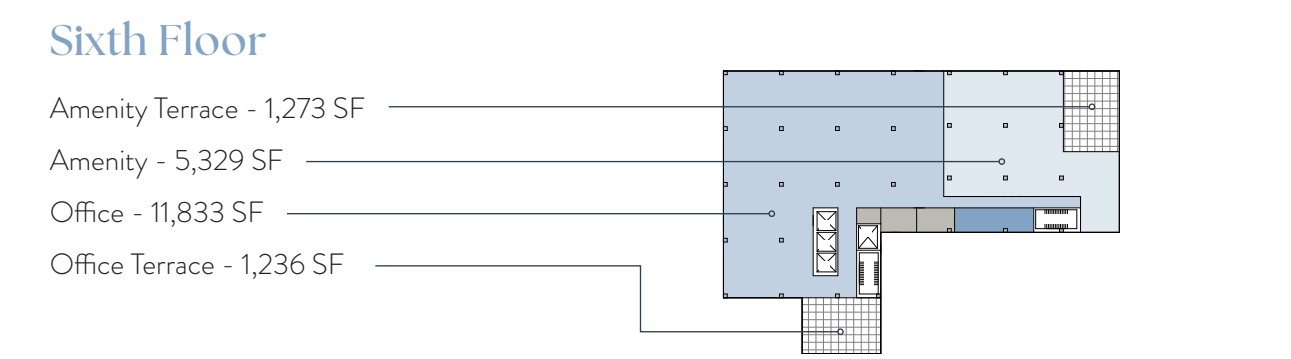 Sixth Floor
Amenity Terrace - 1,273 SF
Amenity - 5,329 SF
Office - 11,833 SF
Office Terrace - 1,236 SF